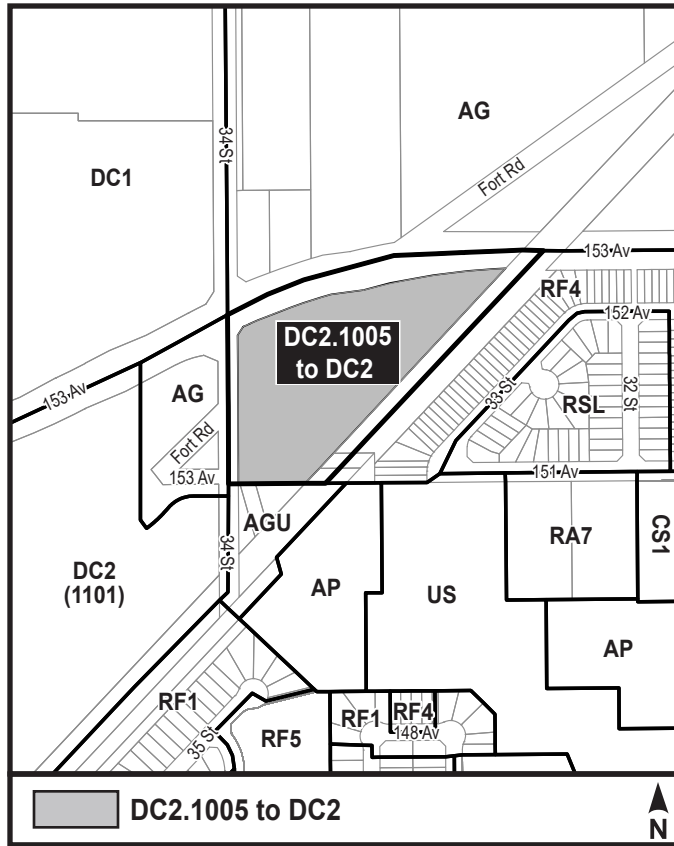 AG
34 St
DC1
Fort Rd
153 Av
RF4
152 Av
DC2.1005
to DC2
33 St
32 St
RSL
153 Av
AG
Fort Rd
153 Av
151 Av
AGU
RA7
CS1
34 St
DC2
(1101)
AP
US
AP
RF1
35 St
RF5
RF1
RF4
148 Av
DC2.1005 to DC2
N